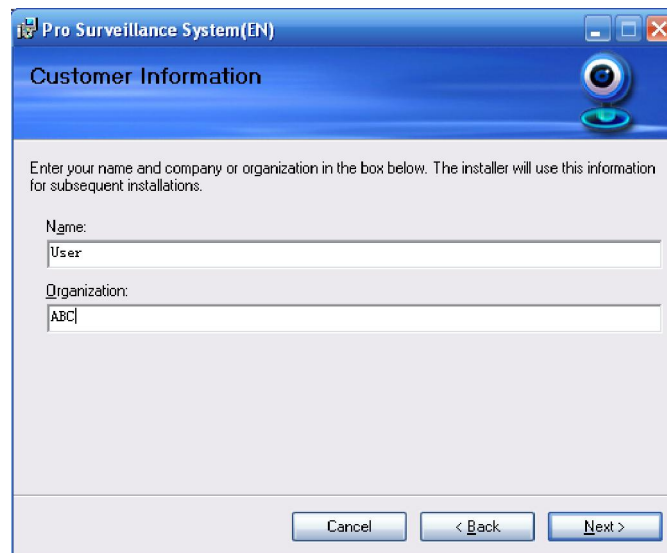 Pro Surveillance System(EN)
Customer Information
Enter your name and company or organization in the box below. The installer will use this information
for subsequent installations.
Name:
User
Organization:
ABC
Cancel
< Back
Next >